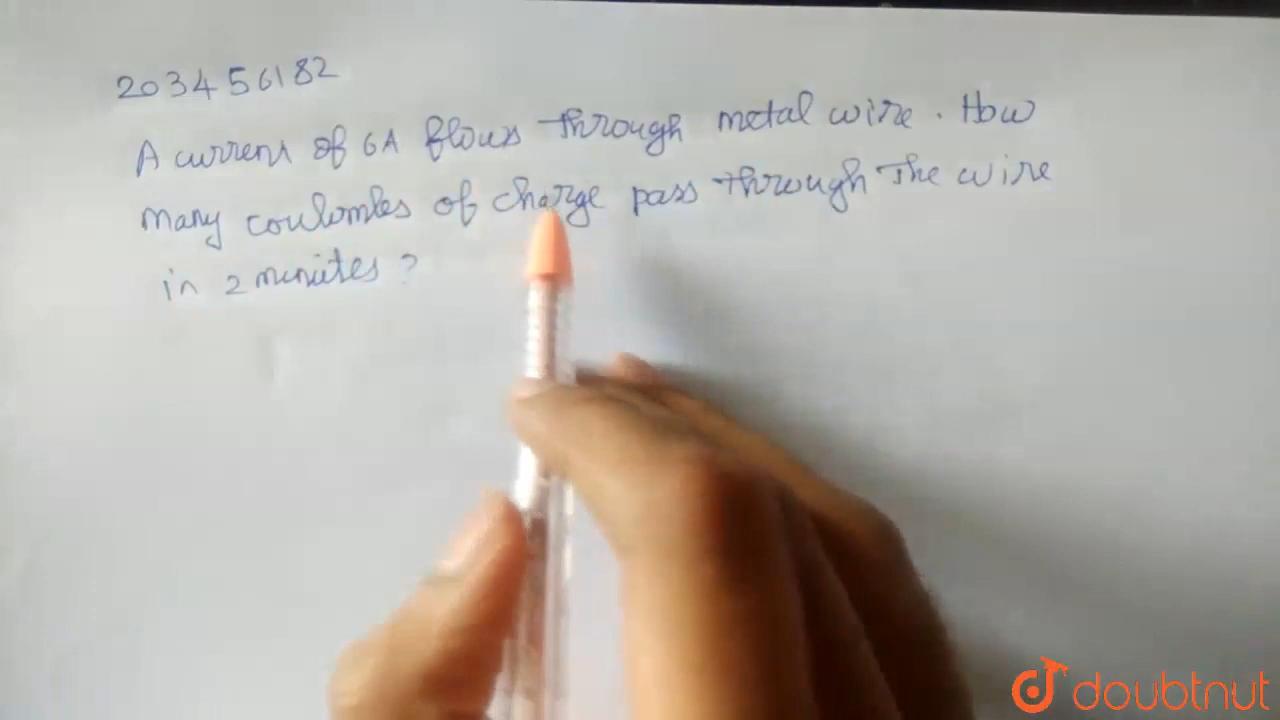 203456182
A current of 6A flows through metal wire. How
many coulombs of charge pass through The wire
in 2 minutes?
doubtnut